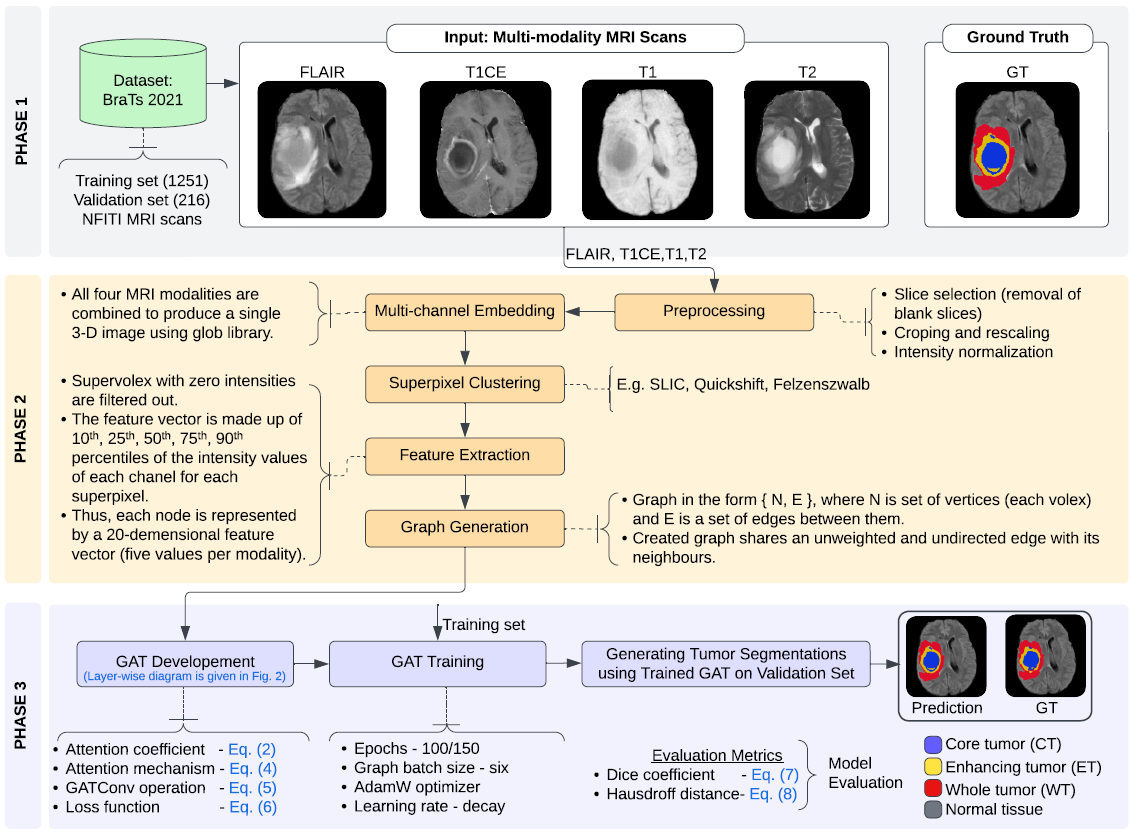 PHASE 1
Dataset:
BraTs 2021
Training set (1251)
Validation set (216)
NFITI MRI scans
Input: Multi-modality MRI Scans
FLAIR
T1CE
T1
T2
Ground Truth
GT
FLAIR, T1CE,T1,T2
PHASE 2
• All four MRI modalities are
combined to produce a single
3-D image using glob library.
Multi-channel Embedding
Preprocessing
• Slice selection (removal of
blank slices)
• Croping and rescaling
• Intensity normalization
Superpixel Clustering
E.g. SLIC, Quickshift, Felzenszwalb
• Supervolex with zero intensities
are filtered out.
• The feature vector is made up of
10th, 25th, 50th, 75th, 90th
percentiles of the intensity values
of each chanel for each
superpixel.
• Thus, each node is represented
by a 20-demensional feature
vector (five values per modality).
Feature Extraction
Graph Generation
• Graph in the form { N, E }, where N is set of vertices (each volex)
and E is a set of edges between them.
• Created graph shares an unweighted and undirected edge with its
neighbours.
PHASE 3
Training set
GAT Developement
(Layer-wise diagram is given in Fig. 2)
GAT Training
Generating Tumor Segmentations
using Trained GAT on Validation Set
Prediction
GT
• Attention coefficient - Eq. (2)
• Attention mechanism - Eq. (4)
• GATConv operation - Eq. (5)
• Loss function - Eq. (6)
• Epochs - 100/150
• Graph batch size - six
• AdamW optimizer
• Learning rate - decay
Evaluation Metrics
• Dice coefficient - Eq. (7)
• Hausdroff distance- Eq. (8)
Model
Evaluation
Core tumor (CT)
Enhancing tumor (ET)
Whole tumor (WT)
Normal tissue